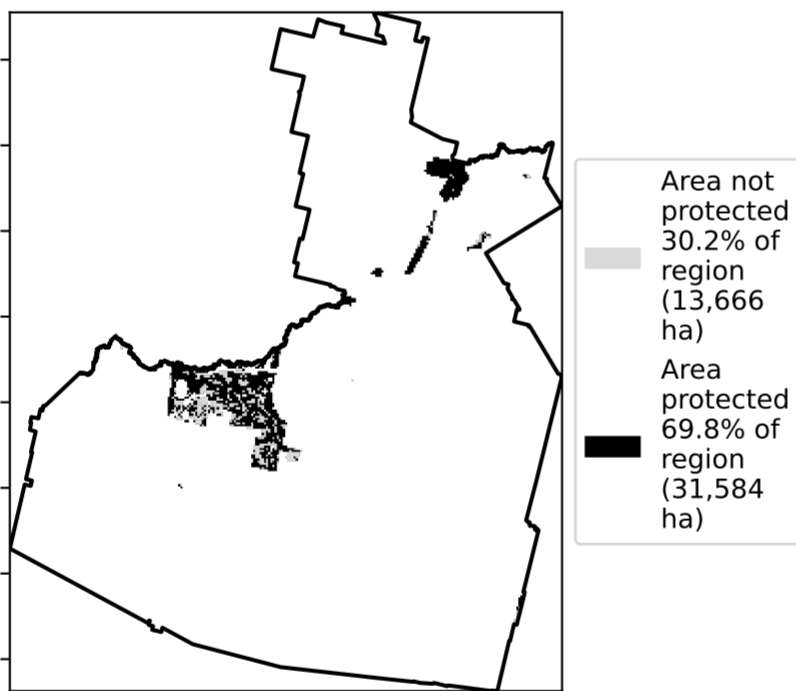 Area not
protected
30.2% of
region
(13,666
ha)
Area
protected
69.8% of
region
(31,584
ha)